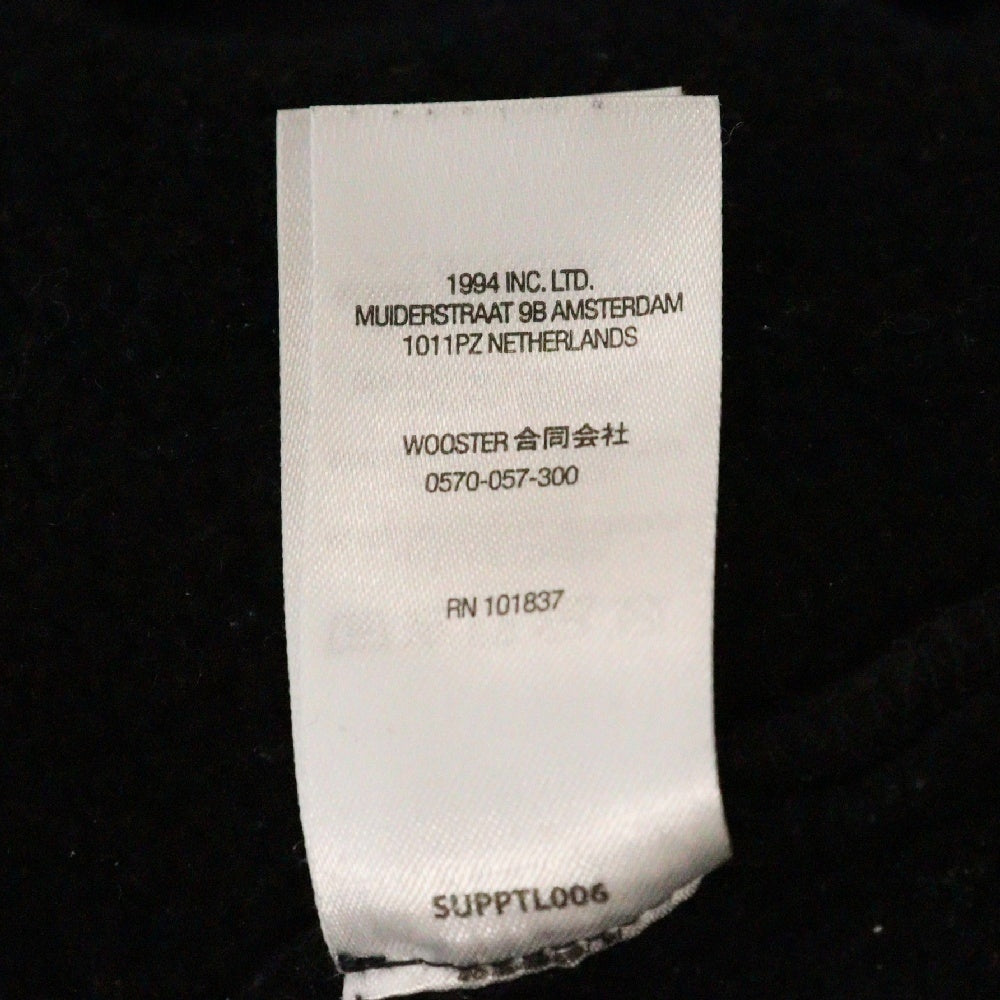 1994 INC. LTD.
MUIDERSTRAAT 9B AMSTERDAM
1011PZ NETHERLANDS
WOOSTER 合同会社
0570-057-300
RN 101837
SUPPTL006